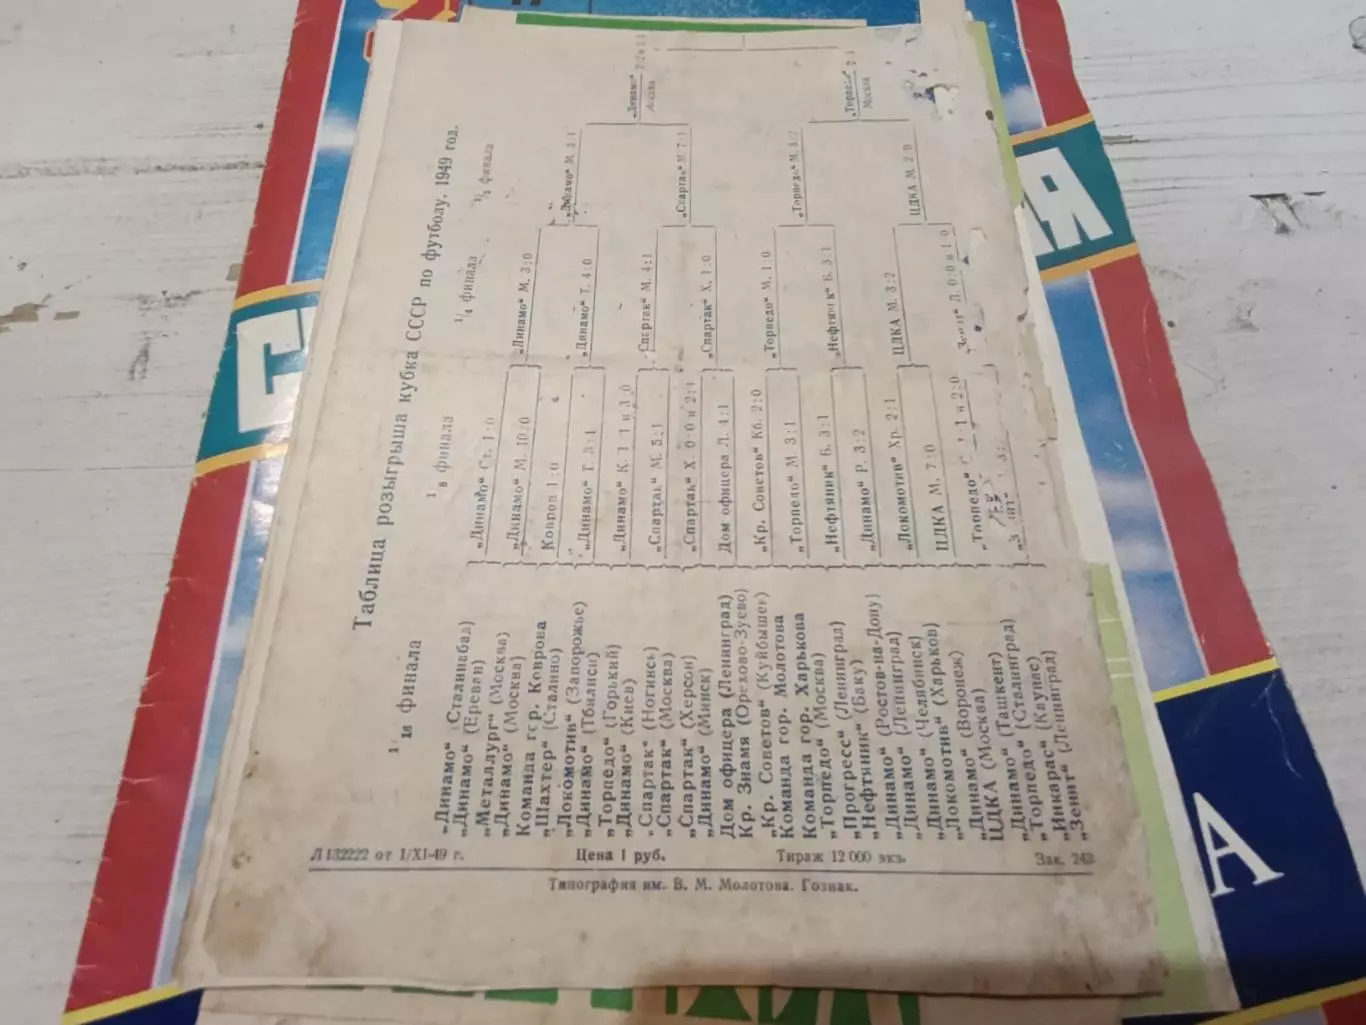 Таблица розыгрыша кубка СССР по футболу. 1949 год.
финала
1/8 финала
1/4 финала
1/2 финала
„Динамо“ (Сталинабад)
„Динамо“ (Ереван)
„Металлург“ (Москва)
„Динамо“ (Москва)
Команда гор. Коврова
„Шахтер“ (Сталино)
„Локомотив“ (Запорожье)
„Динамо“ (Тбилиси)
„Торпедо“ (Горький)
„Динамо“ (Киев)
„Спартак“ (Ногинск)
„Спартак“ (Москва)
„Спартак“ (Херсон)
„Динамо“ (Минск)
Дом офицера (Ленинград)
Кр. Знамя (Орехово-Зуево)
„Кр. Советов“ (Куйбышев)
Команда гор. Молотова
Команда гор. Харькова
„Торпедо“ (Москва)
„Прогресс“ (Ленинград)
„Нефтяник“ (Баку)
„Динамо“ (Ростов-на-Дону)
„Динамо“ (Ленинград)
„Динамо“ (Челябинск)
„Локомотив“ (Харьков)
„Динамо“ (Воронеж)
ЦДКА (Москва)
„Динамо“ (Ташкент)
„Торпедо“ (Сталинград)
„Инкарас“ (Каунас)
„Зенит“ (Ленинград)
„Динамо“ Ст. 1:0
„Динамо“ М. 10:0
Ковров 1:0
„Динамо“ Т. 3:1
„Динамо“ К. 1:1 и 3:0
„Спартак“ М. 5:1
„Спартак“ Х. 0:0 и 2:1
Дом офицера Л. 4:1
„Кр. Советов“ Кб. 2:0
„Торпедо“ М. 3:1
„Нефтяник“ Б. 3:1
„Динамо“ Р. 3:2
„Локомотив“ Хр. 2:1
ЦДКА М. 7:0
„Торпедо“ 1:1 и 2:0
„Динамо“ М. 3:0
„Динамо“ Т. 4:0
„Спартак“ М. 4:1
„Спартак“ Х. 1:0
„Торпедо“ М. 1:0
„Нефтяник“ Б. 3:1
ЦДКА М. 3:2
„Зенит“ Л. 0:0 и 1:0
„Динамо“ М.
„Спартак“ М. 7:1
„Торпедо“ М.
ЦДКА М. 2:0
„Динамо“
Москва
„Торпедо“ 2:1
Москва
Л 132222 от 1/XI-49 г.
Цена 1 руб.
Тираж 12 000 экз.
Зак. 243
Типография им. В. М. Молотова. Гознак.
С
А